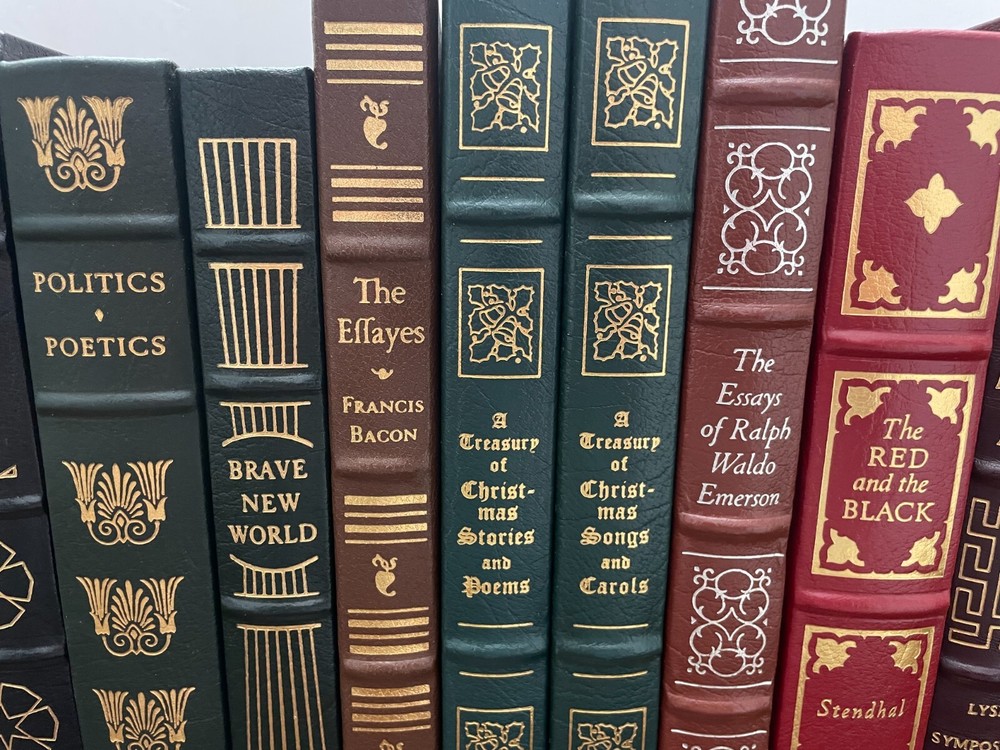 POLITICS
POETICS
BRAVE
NEW
WORLD
The
Eſſayes
FRANCIS
BACON
A
Treasury
of
Christ-
mas
Stories
and
Poems
A
Treasury
of
Christ-
mas
Songs
and
Carols
The
Essays
of Ralph
Waldo
Emerson
The
RED
and the
BLACK
Stendhal